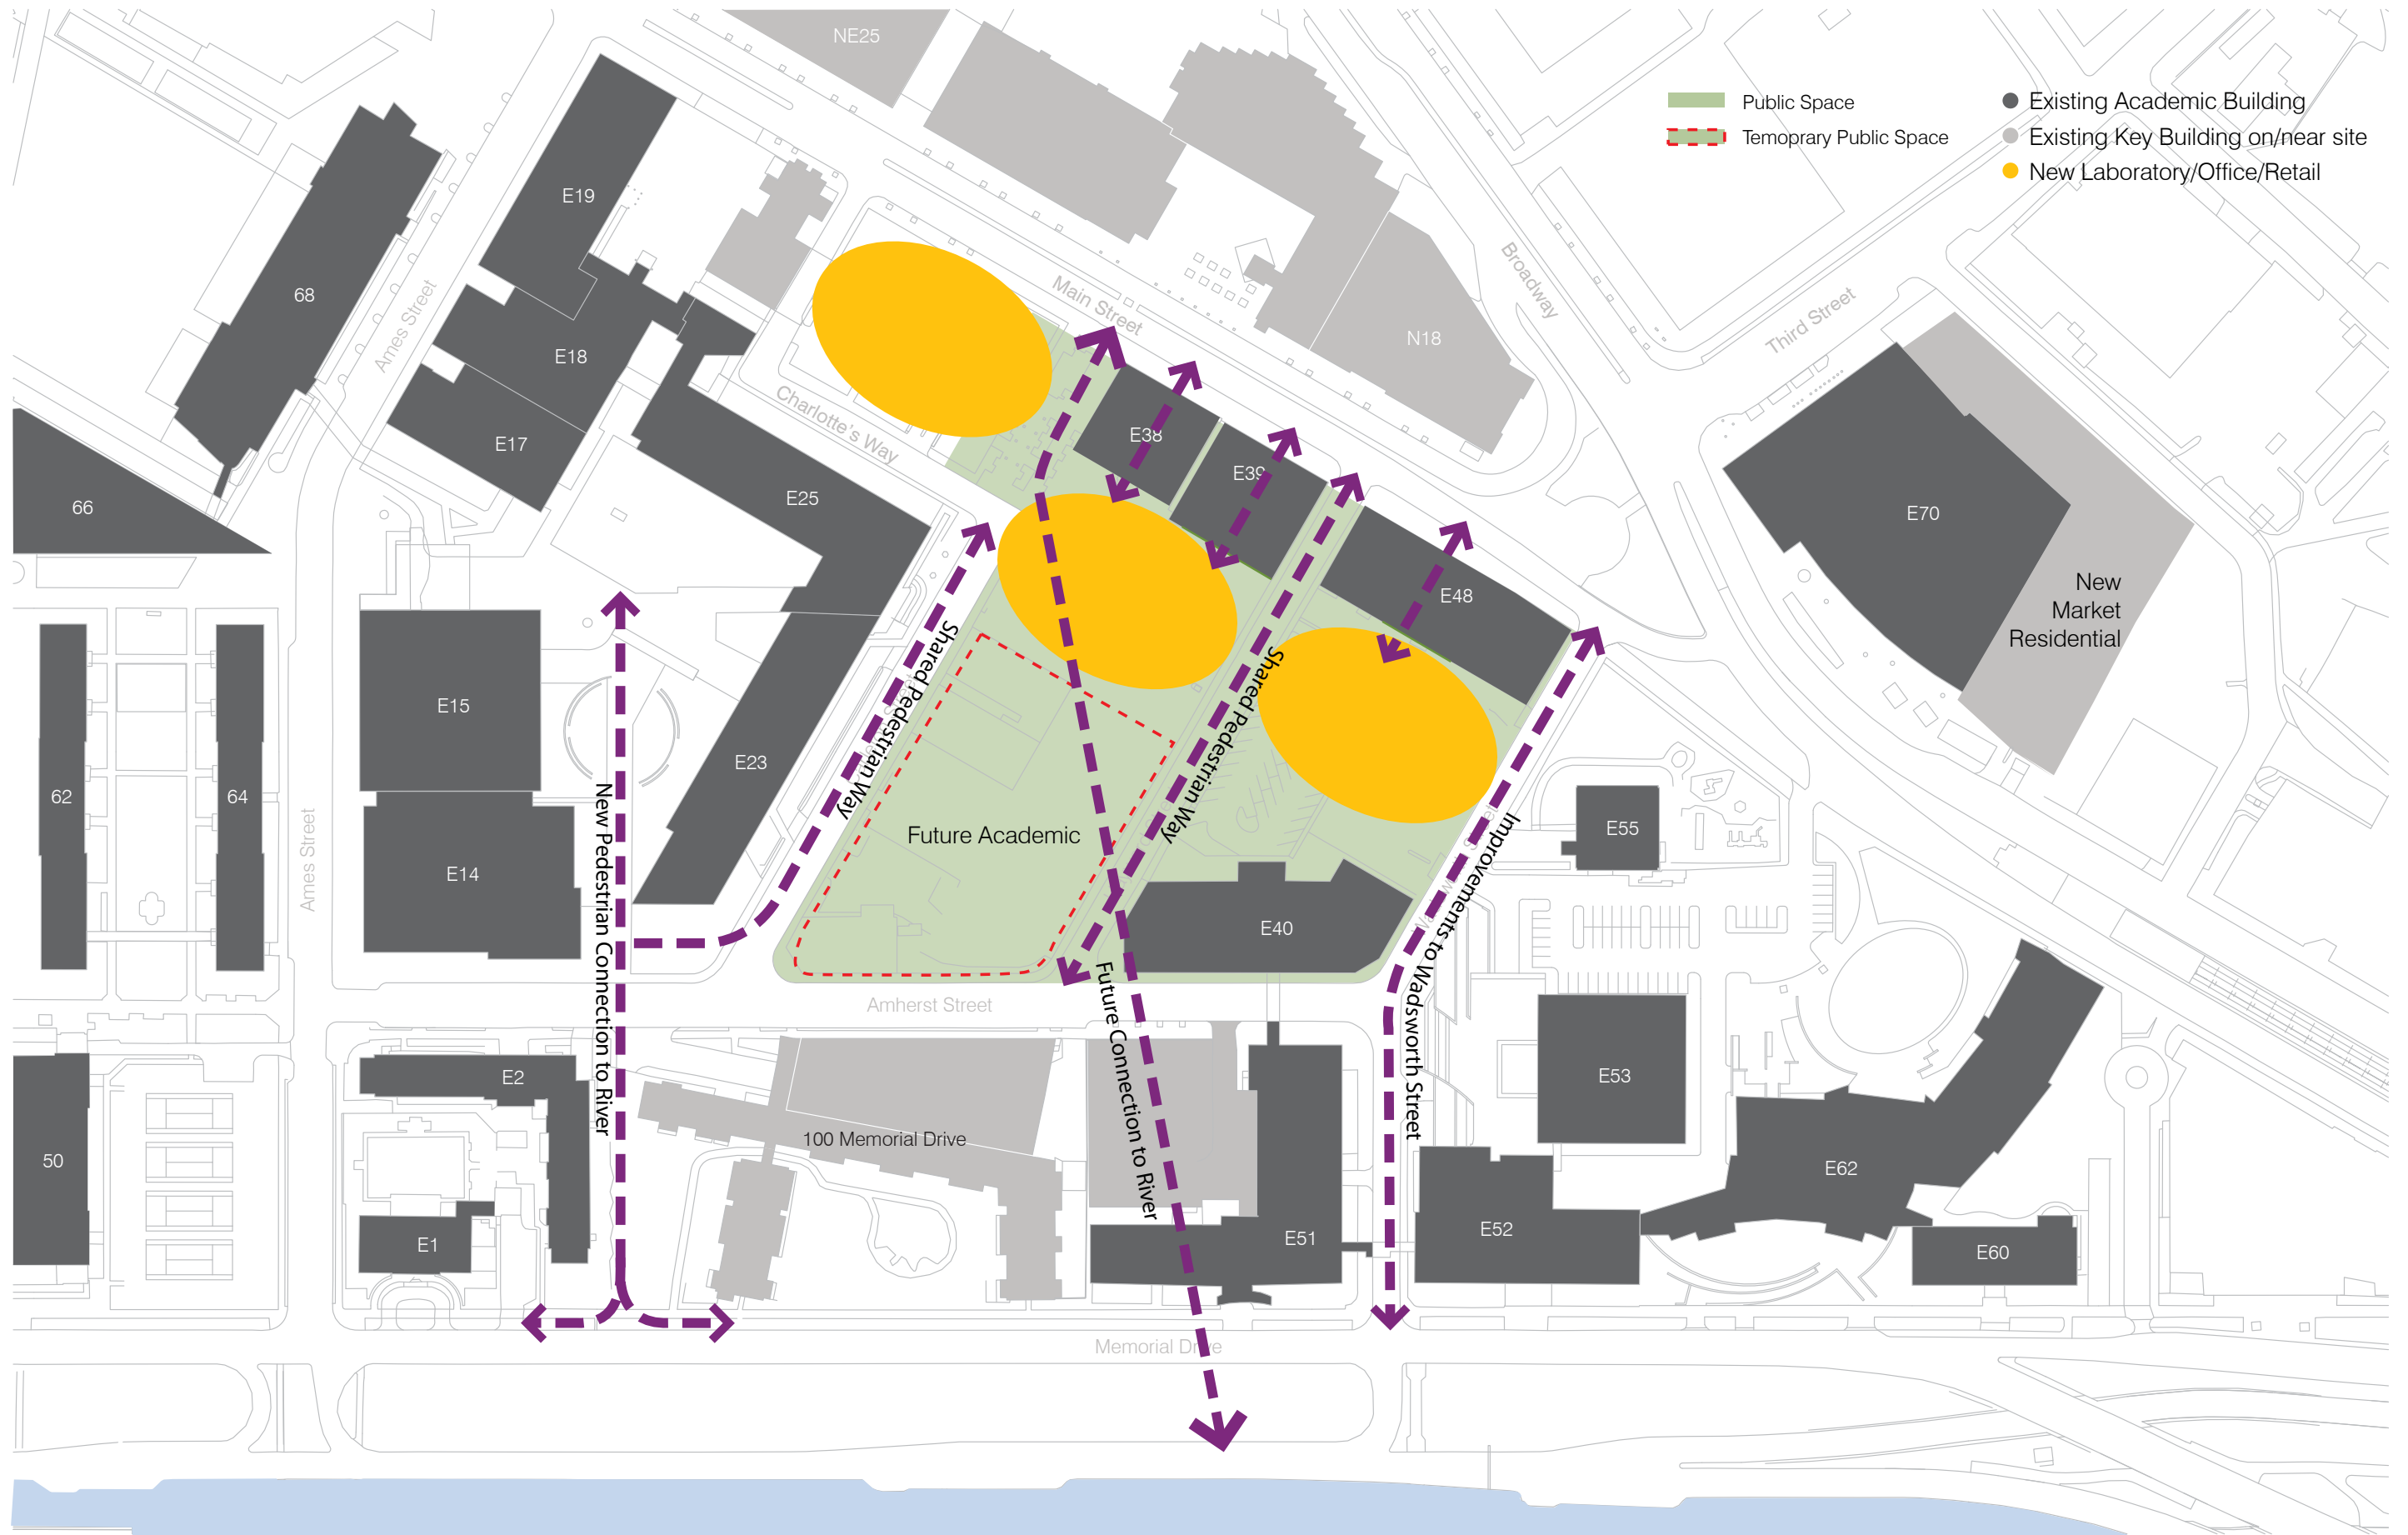 NE25
Public Space
Temoprary Public Space
Existing Academic Building
Existing Key Building on/near site
New Laboratory/Office/Retail
E19
68
Ames Street
E18
E17
66
E25
Charlotte's Way
Main Street
Broadway
Third Street
N18
E38
E39
E48
E70
New
Market
Residential
E15
E23
62
64
Ames Street
E14
New Pedestrian Connection to River
Shared Pedestrian Way
Shared Pedestrian Way
Future Academic
E40
E55
Improvements to Wadsworth Street
Amherst Street
Future Connection to River
E2
50
E1
100 Memorial Drive
E51
E53
E52
E62
E60
Memorial Drive